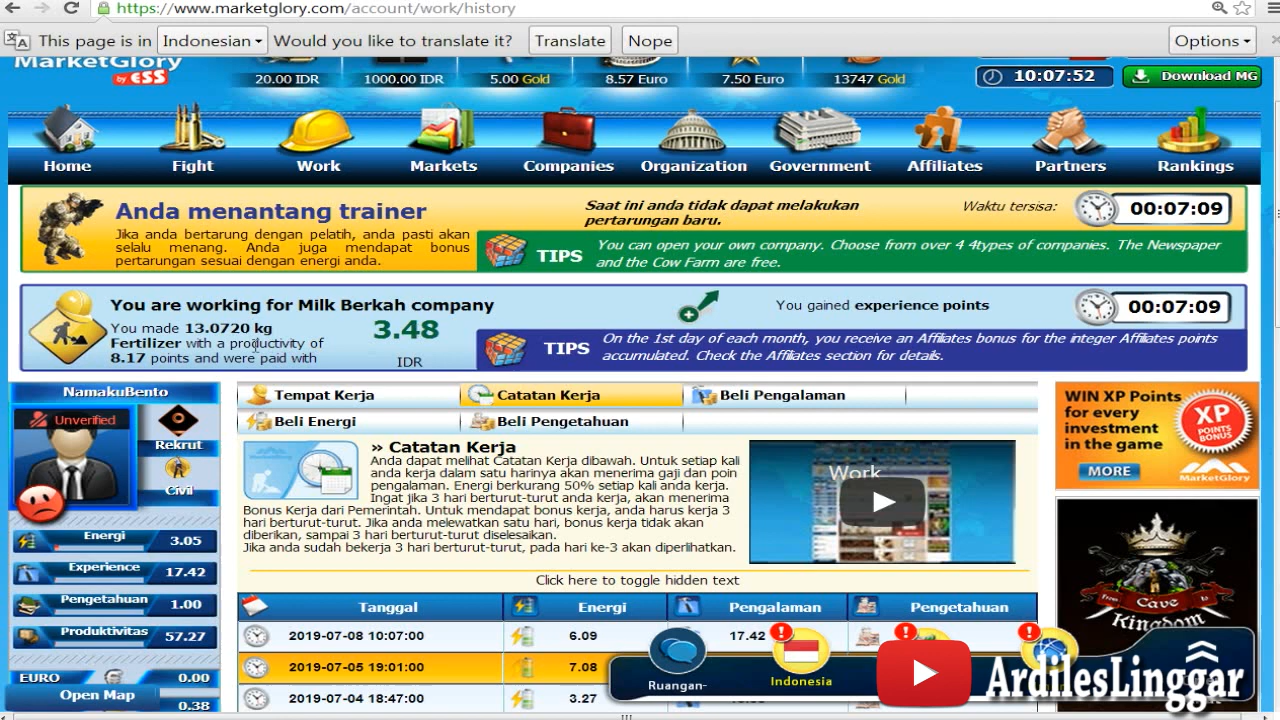 https://www.marketglory.com/account/work/history
This page is in Indonesian Would you like to translate it? Translate Nope Options
MarketGlory
by ESS
20.00 IDR 1000.00 IDR 5.00 Gold 8.57 Euro 7.50 Euro 13747 Gold
10:07:52 Download MG
Home Fight Work Markets Companies Organization Government Affiliates Partners Rankings
Anda menantang trainer
Jika anda bertarung dengan pelatih, anda pasti akan
selalu menang. Anda juga mendapat bonus
pertarungan sesuai dengan energi anda.
Saat ini anda tidak dapat melakukan
pertarungan baru.
Waktu tersisa: 00:07:09
TIPS You can open your own company. Choose from over 4 4types of companies. The Newspaper
and the Cow Farm are free.
You are working for Milk Berkah company
You made 13.0720 kg
Fertilizer with a productivity of
8.17 points and were paid with
3.48
IDR
You gained experience points 00:07:09
TIPS On the 1st day of each month, you receive an Affiliates bonus for the integer Affiliates points
accumulated. Check the Affiliates section for details.
NamakuBento
Unverified
Rekrut
Civil
Energi 3.05
Experience 17.42
Pengetahuan 1.00
Produktivitas 57.27
EURO 0.00
0.38
Open Map
Tempat Kerja Catatan Kerja Beli Pengalaman
Beli Energi Beli Pengetahuan
» Catatan Kerja
Anda dapat melihat Catatan Kerja dibawah. Untuk setiap kali
anda kerja dalam satu harinya akan menerima gaji dan poin
pengalaman. Energi berkurang 50% setiap kali anda kerja.
Ingat jika 3 hari berturut-turut anda kerja, akan menerima
Bonus Kerja dari Pemerintah. Untuk mendapat bonus kerja, anda harus kerja 3
hari berturut-turut. Jika anda melewatkan satu hari, bonus kerja tidak akan
diberikan, sampai 3 hari berturut-turut diselesaikan.
Jika anda sudah bekerja 3 hari berturut-turut, pada hari ke-3 akan diperlihatkan.
Work
Click here to toggle hidden text
Tanggal Energi Pengalaman Pengetahuan
2019-07-08 10:07:00 6.09 17.42
2019-07-05 19:01:00 7.08
2019-07-04 18:47:00 3.27
WIN XP Points
for every
investment
in the game
MORE
XP
POINTS
BONUS
MarketGlory
From Cave to
Kingdom
Ruangan-
Indonesia
ArdilesLinggar